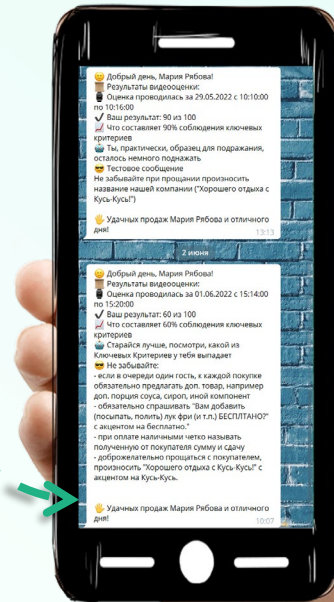 😀 Добрый день, Мария Рябова!
Результаты видеооценки:
Оценка проводилась за 29.05.2022 с 10:10:00
по 10:16:00
✔ Ваш результат: 90 из 100
Что составляет 90% соблюдения ключевых
критериев
Ты, практически, образец для подражания,
осталось немного поднажать
😎 Тестовое сообщение
Не забывайте при прощании произносить
название нашей компании ("Хорошего отдыха с
Кусь-Кусь!")
🖐 Удачных продаж Мария Рябова и отличного
дня!
13:13
2 июня
😀 Добрый день, Мария Рябова!
Результаты видеооценки:
Оценка проводилась за 01.06.2022 с 15:14:00
по 15:20:00
✔ Ваш результат: 60 из 100
Что составляет 60% соблюдения ключевых
критериев
Старайся лучше, посмотри, какой из
Ключевых Критериев у тебя выпадает
😎 Не забывайте:
- если в очереди один гость, к каждой покупке
обязательно предлагать доп. товар, например
доп. порция соуса, сироп, иной компонент
- обязательно спрашивать "Вам добавить
(посыпать, полить) лук фри (и т.п.) БЕСПЛТАНО?"
с акцентом на бесплатно."
- при оплате наличными четко называть
полученную от покупателя сумму и сдачу
- доброжелательно прощаться с покупателем,
произносить "Хорошего отдыха с Кусь-Кусь!" с
акцентом на Кусь-Кусь.
🖐 Удачных продаж Мария Рябова и отличного
дня!
10:07